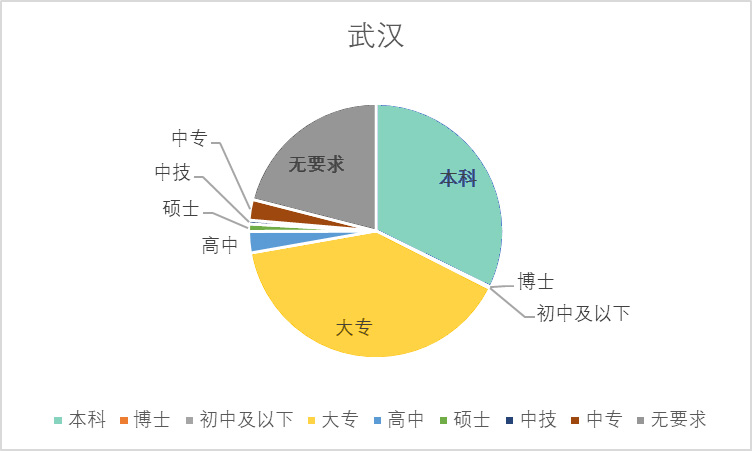 武汉
中专
无要求
本科
中技
硕士
高中
博士
初中及以下
大专
本科 博士 初中及以下 大专 高中 硕士 中技 中专 无要求